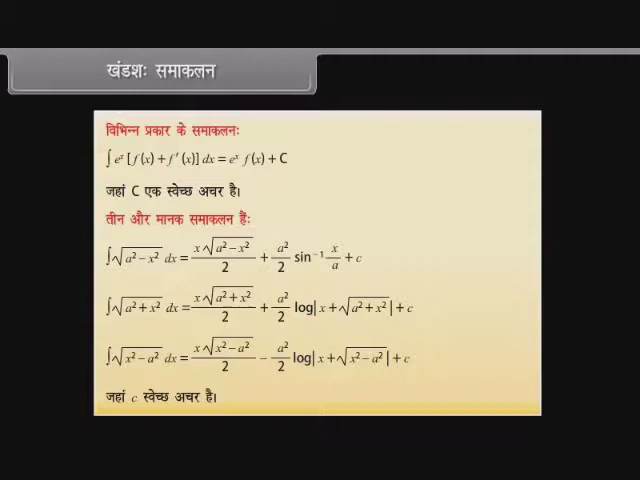 खंडशः समाकलन
विभिन्न प्रकार के समाकलनः
∫ eˣ [f(x) + f′(x)] dx = eˣ f(x) + C
जहां C एक स्वेच्छ अचर है।
तीन और मानक समाकलन हैंः
∫√(a² − x²) dx = x√(a² − x²)/2 + a²/2 sin⁻¹ x/a + c
∫√(a² + x²) dx = x√(a² + x²)/2 + a²/2 log|x + √(a² + x²)| + c
∫√(x² − a²) dx = x√(x² − a²)/2 − a²/2 log|x + √(x² − a²)| + c
जहां c स्वेच्छ अचर है।